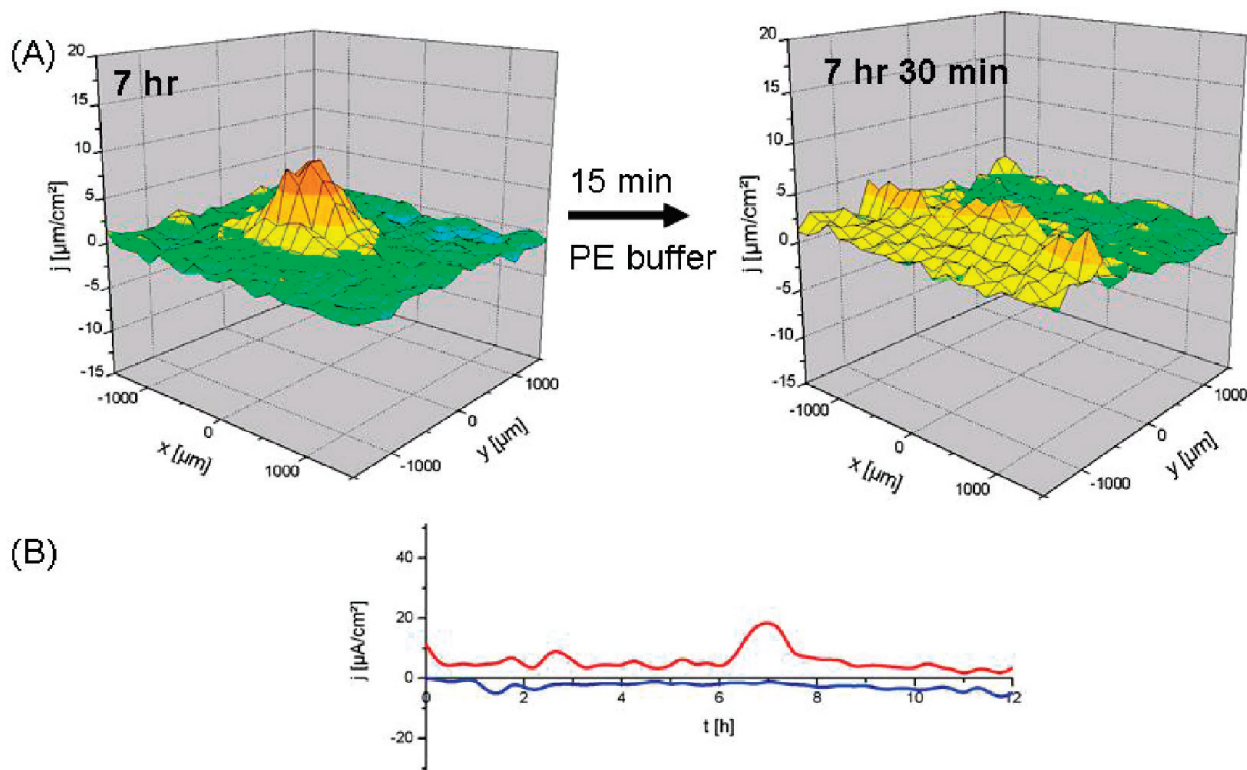 (A)
7 hr
20
15
10
5
0
-5
-10
-15
j [µm/cm²]
-1000
0
1000
x [µm]
-1000
0
1000
y [µm]
15 min
PE buffer
7 hr 30 min
20
15
10
5
0
-5
-10
-15
j [µm/cm²]
-1000
0
1000
x [µm]
-1000
0
1000
y [µm]
(B)
40
20
0
-20
j [µA/cm²]
0 2 4 6 8 10 12
t [h]